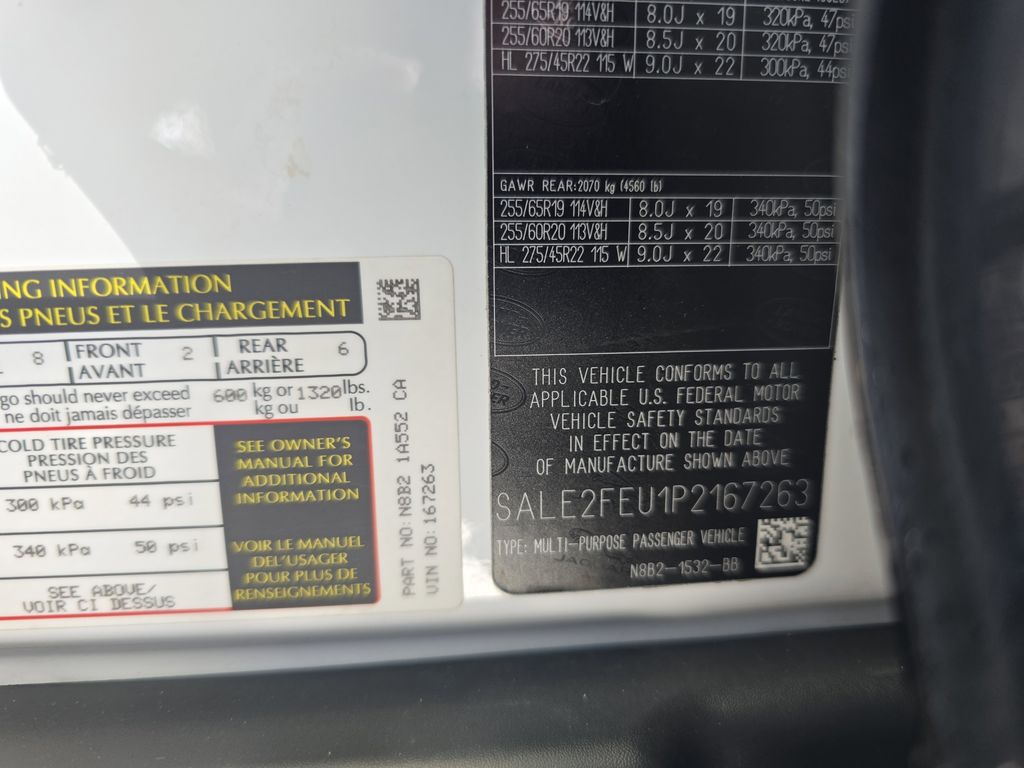 255/65R19 114V&H 8.0J x 19 320kPa, 47psi
255/60R20 113V&H 8.5J x 20 320kPa, 47psi
HL 275/45R22 115 W 9.0J x 22 300kPa, 44psi
GAWR REAR:2070 kg (4560 lb)
255/65R19 114V&H 8.0J x 19 340kPa, 50psi
255/60R20 113V&H 8.5J x 20 340kPa, 50psi
HL 275/45R22 115 W 9.0J x 22 340kPa, 50psi
THIS VEHICLE CONFORMS TO ALL
APPLICABLE U.S. FEDERAL MOTOR
VEHICLE SAFETY STANDARDS
IN EFFECT ON THE DATE
OF MANUFACTURE SHOWN ABOVE
SALE2FEU1P2167263
TYPE: MULTI-PURPOSE PASSENGER VEHICLE
N8B2-1532-BB
ING INFORMATION
S PNEUS ET LE CHARGEMENT
8 FRONT 2 REAR 6
AVANT ARRIÈRE
go should never exceed 600 kg or 1320 lbs.
ne doit jamais dépasser kg ou lb.
COLD TIRE PRESSURE
PRESSION DES
PNEUS À FROID
300 kPa 44 psi
340 kPa 50 psi
SEE ABOVE/
VOIR CI DESSUS
SEE OWNER'S
MANUAL FOR
ADDITIONAL
INFORMATION
VOIR LE MANUEL
DEL'USAGER
POUR PLUS DE
RENSEIGNEMENTS
PART NO: N8B2 1A552 CA
VIN NO: 167263